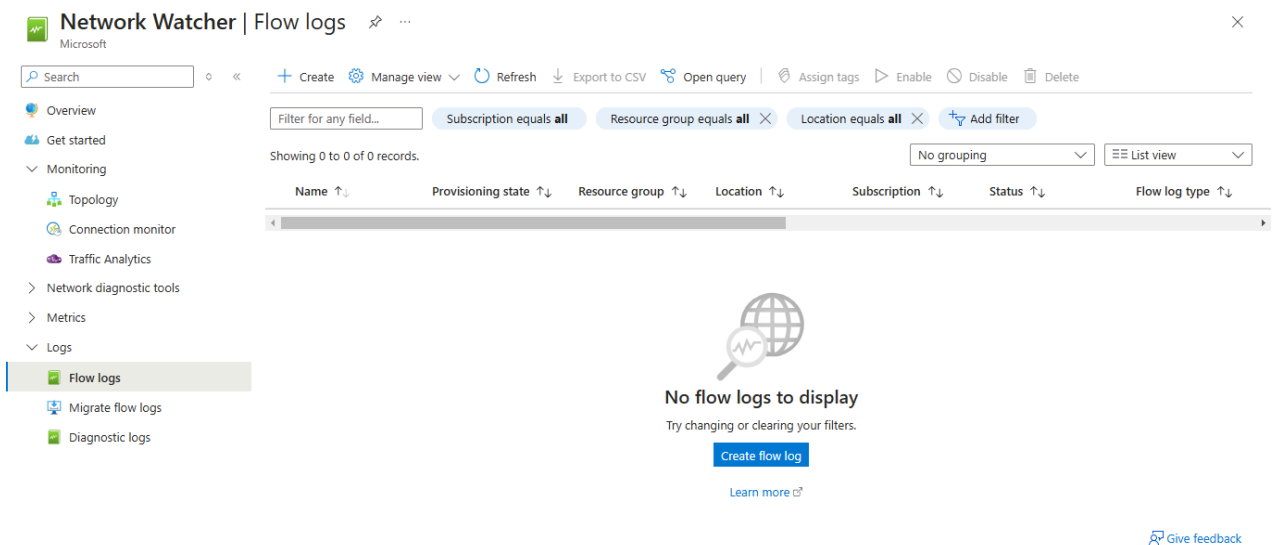 Network Watcher | Flow logs ...
Microsoft
Search
Overview
Get started
Monitoring
Topology
Connection monitor
Traffic Analytics
Network diagnostic tools
Metrics
Logs
Flow logs
Migrate flow logs
Diagnostic logs
Create Manage view Refresh Export to CSV Open query Assign tags Enable Disable Delete
Filter for any field... Subscription equals all Resource group equals all Location equals all Add filter
Showing 0 to 0 of 0 records. No grouping List view
Name Provisioning state Resource group Location Subscription Status Flow log type
No flow logs to display
Try changing or clearing your filters.
Create flow log
Learn more
Give feedback